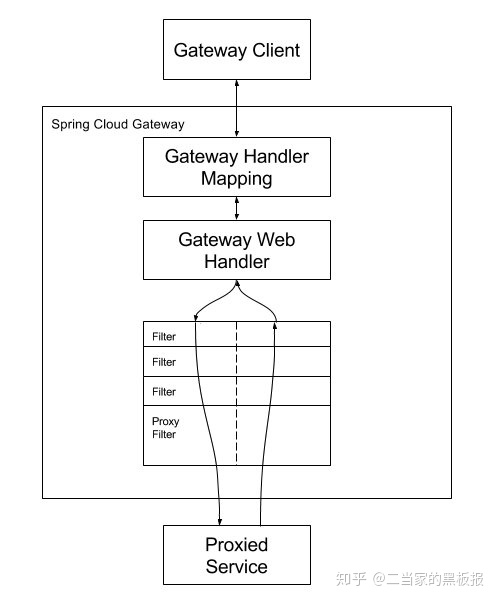 Gateway Client
Spring Cloud Gateway
Gateway Handler
Mapping
Gateway Web
Handler
Filter
Filter
Filter
Proxy
Filter
Proxied
Service
知乎 @二当家的黑板报